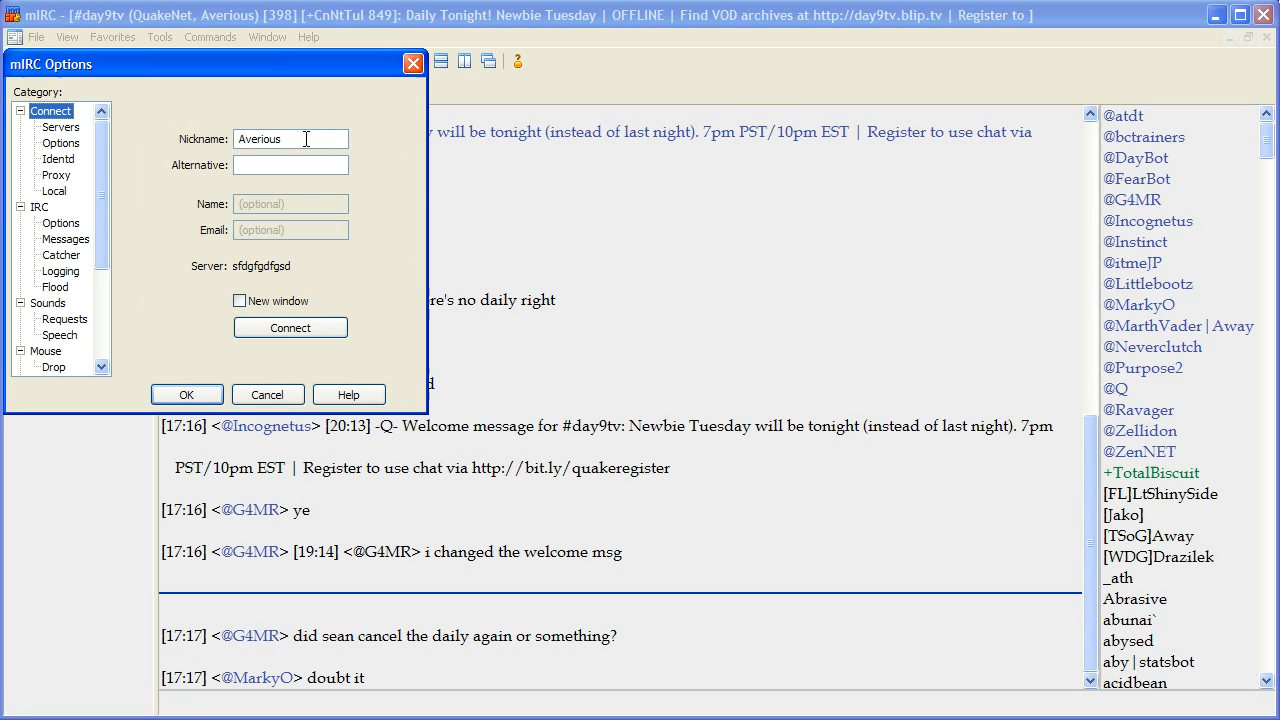 mIRC - [#day9tv (QuakeNet, Averious) [398] [+CnNtTul 849]: Daily Tonight! Newbie Tuesday | OFFLINE | Find VOD archives at http://day9tv.blip.tv | Register to ]
File View Favorites Tools Commands Window Help
mIRC Options
Category:
Connect
Servers
Options
Identd
Proxy
Local
IRC
Options
Messages
Catcher
Logging
Flood
Sounds
Requests
Speech
Mouse
Drop
Nickname: Averious
Alternative:
Name: (optional)
Email: (optional)
Server: sfdgfgdfgsd
New window
Connect
OK Cancel Help
y will be tonight (instead of last night). 7pm PST/10pm EST | Register to use chat via
re's no daily right
d
[17:16] <@Incognetus> [20:13] -Q- Welcome message for #day9tv: Newbie Tuesday will be tonight (instead of last night). 7pm
PST/10pm EST | Register to use chat via http://bit.ly/quakeregister
[17:16] <@G4MR> ye
[17:16] <@G4MR> [19:14] <@G4MR> i changed the welcome msg
[17:17] <@G4MR> did sean cancel the daily again or something?
[17:17] <@MarkyO> doubt it
@atdt
@bctrainers
@DayBot
@FearBot
@G4MR
@Incognetus
@Instinct
@itmeJP
@Littlebootz
@MarkyO
@MarthVader|Away
@Neverclutch
@Purpose2
@Q
@Ravager
@Zellidon
@ZenNET
+TotalBiscuit
[FL]LtShinySide
[Jako]
[TSoG]Away
[WDG]Drazilek
_ath
Abrasive
abunai`
abysed
aby|statsbot
acidbean